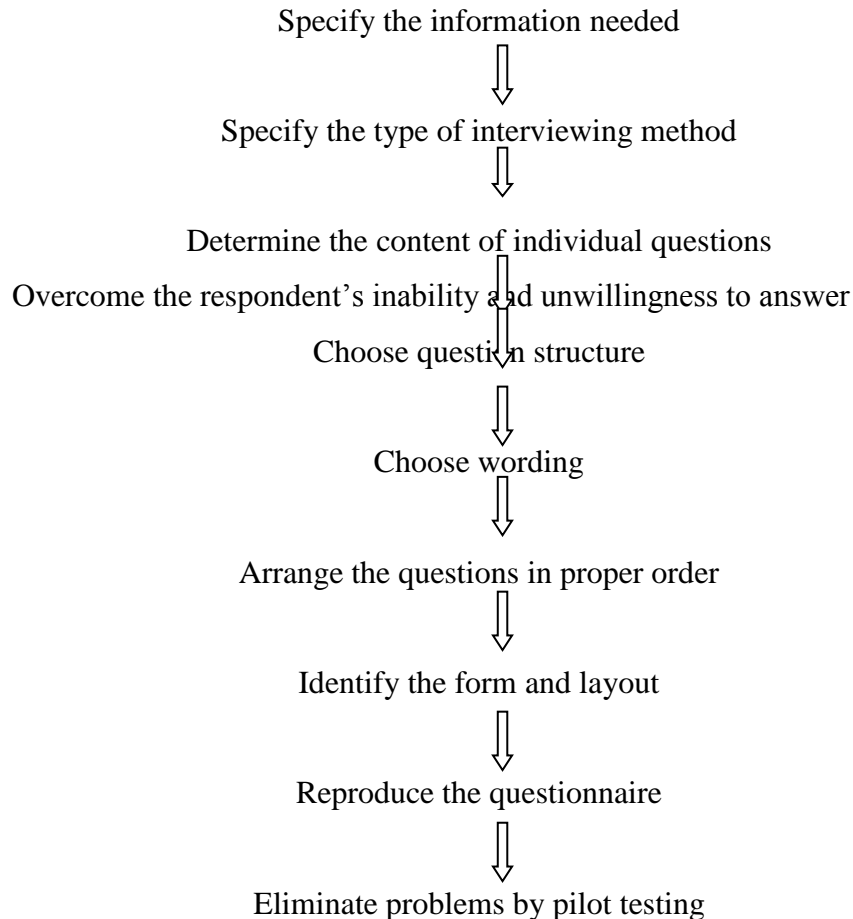 Specify the information needed
Specify the type of interviewing method
Determine the content of individual questions
Overcome the respondent’s inability and unwillingness to answer
Choose question structure
Choose wording
Arrange the questions in proper order
Identify the form and layout
Reproduce the questionnaire
Eliminate problems by pilot testing